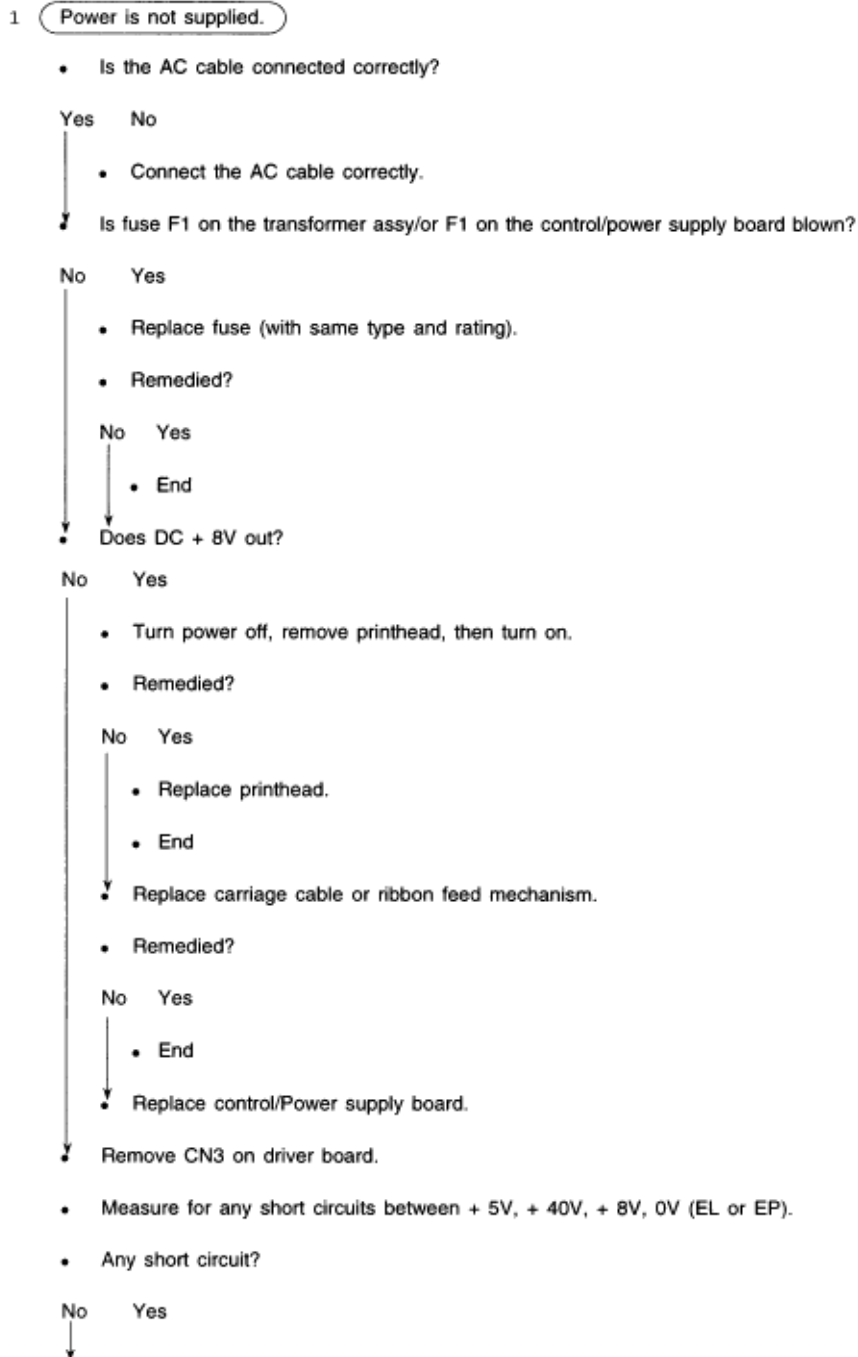 1 Power is not supplied.
• Is the AC cable connected correctly?
Yes No
• Connect the AC cable correctly.
• Is fuse F1 on the transformer assy/or F1 on the control/power supply board blown?
No Yes
• Replace fuse (with same type and rating).
• Remedied?
No Yes
• End
• Does DC + 8V out?
No Yes
• Turn power off, remove printhead, then turn on.
• Remedied?
No Yes
• Replace printhead.
• End
• Replace carriage cable or ribbon feed mechanism.
• Remedied?
No Yes
• End
• Replace control/Power supply board.
• Remove CN3 on driver board.
• Measure for any short circuits between + 5V, + 40V, + 8V, 0V (EL or EP).
• Any short circuit?
No Yes